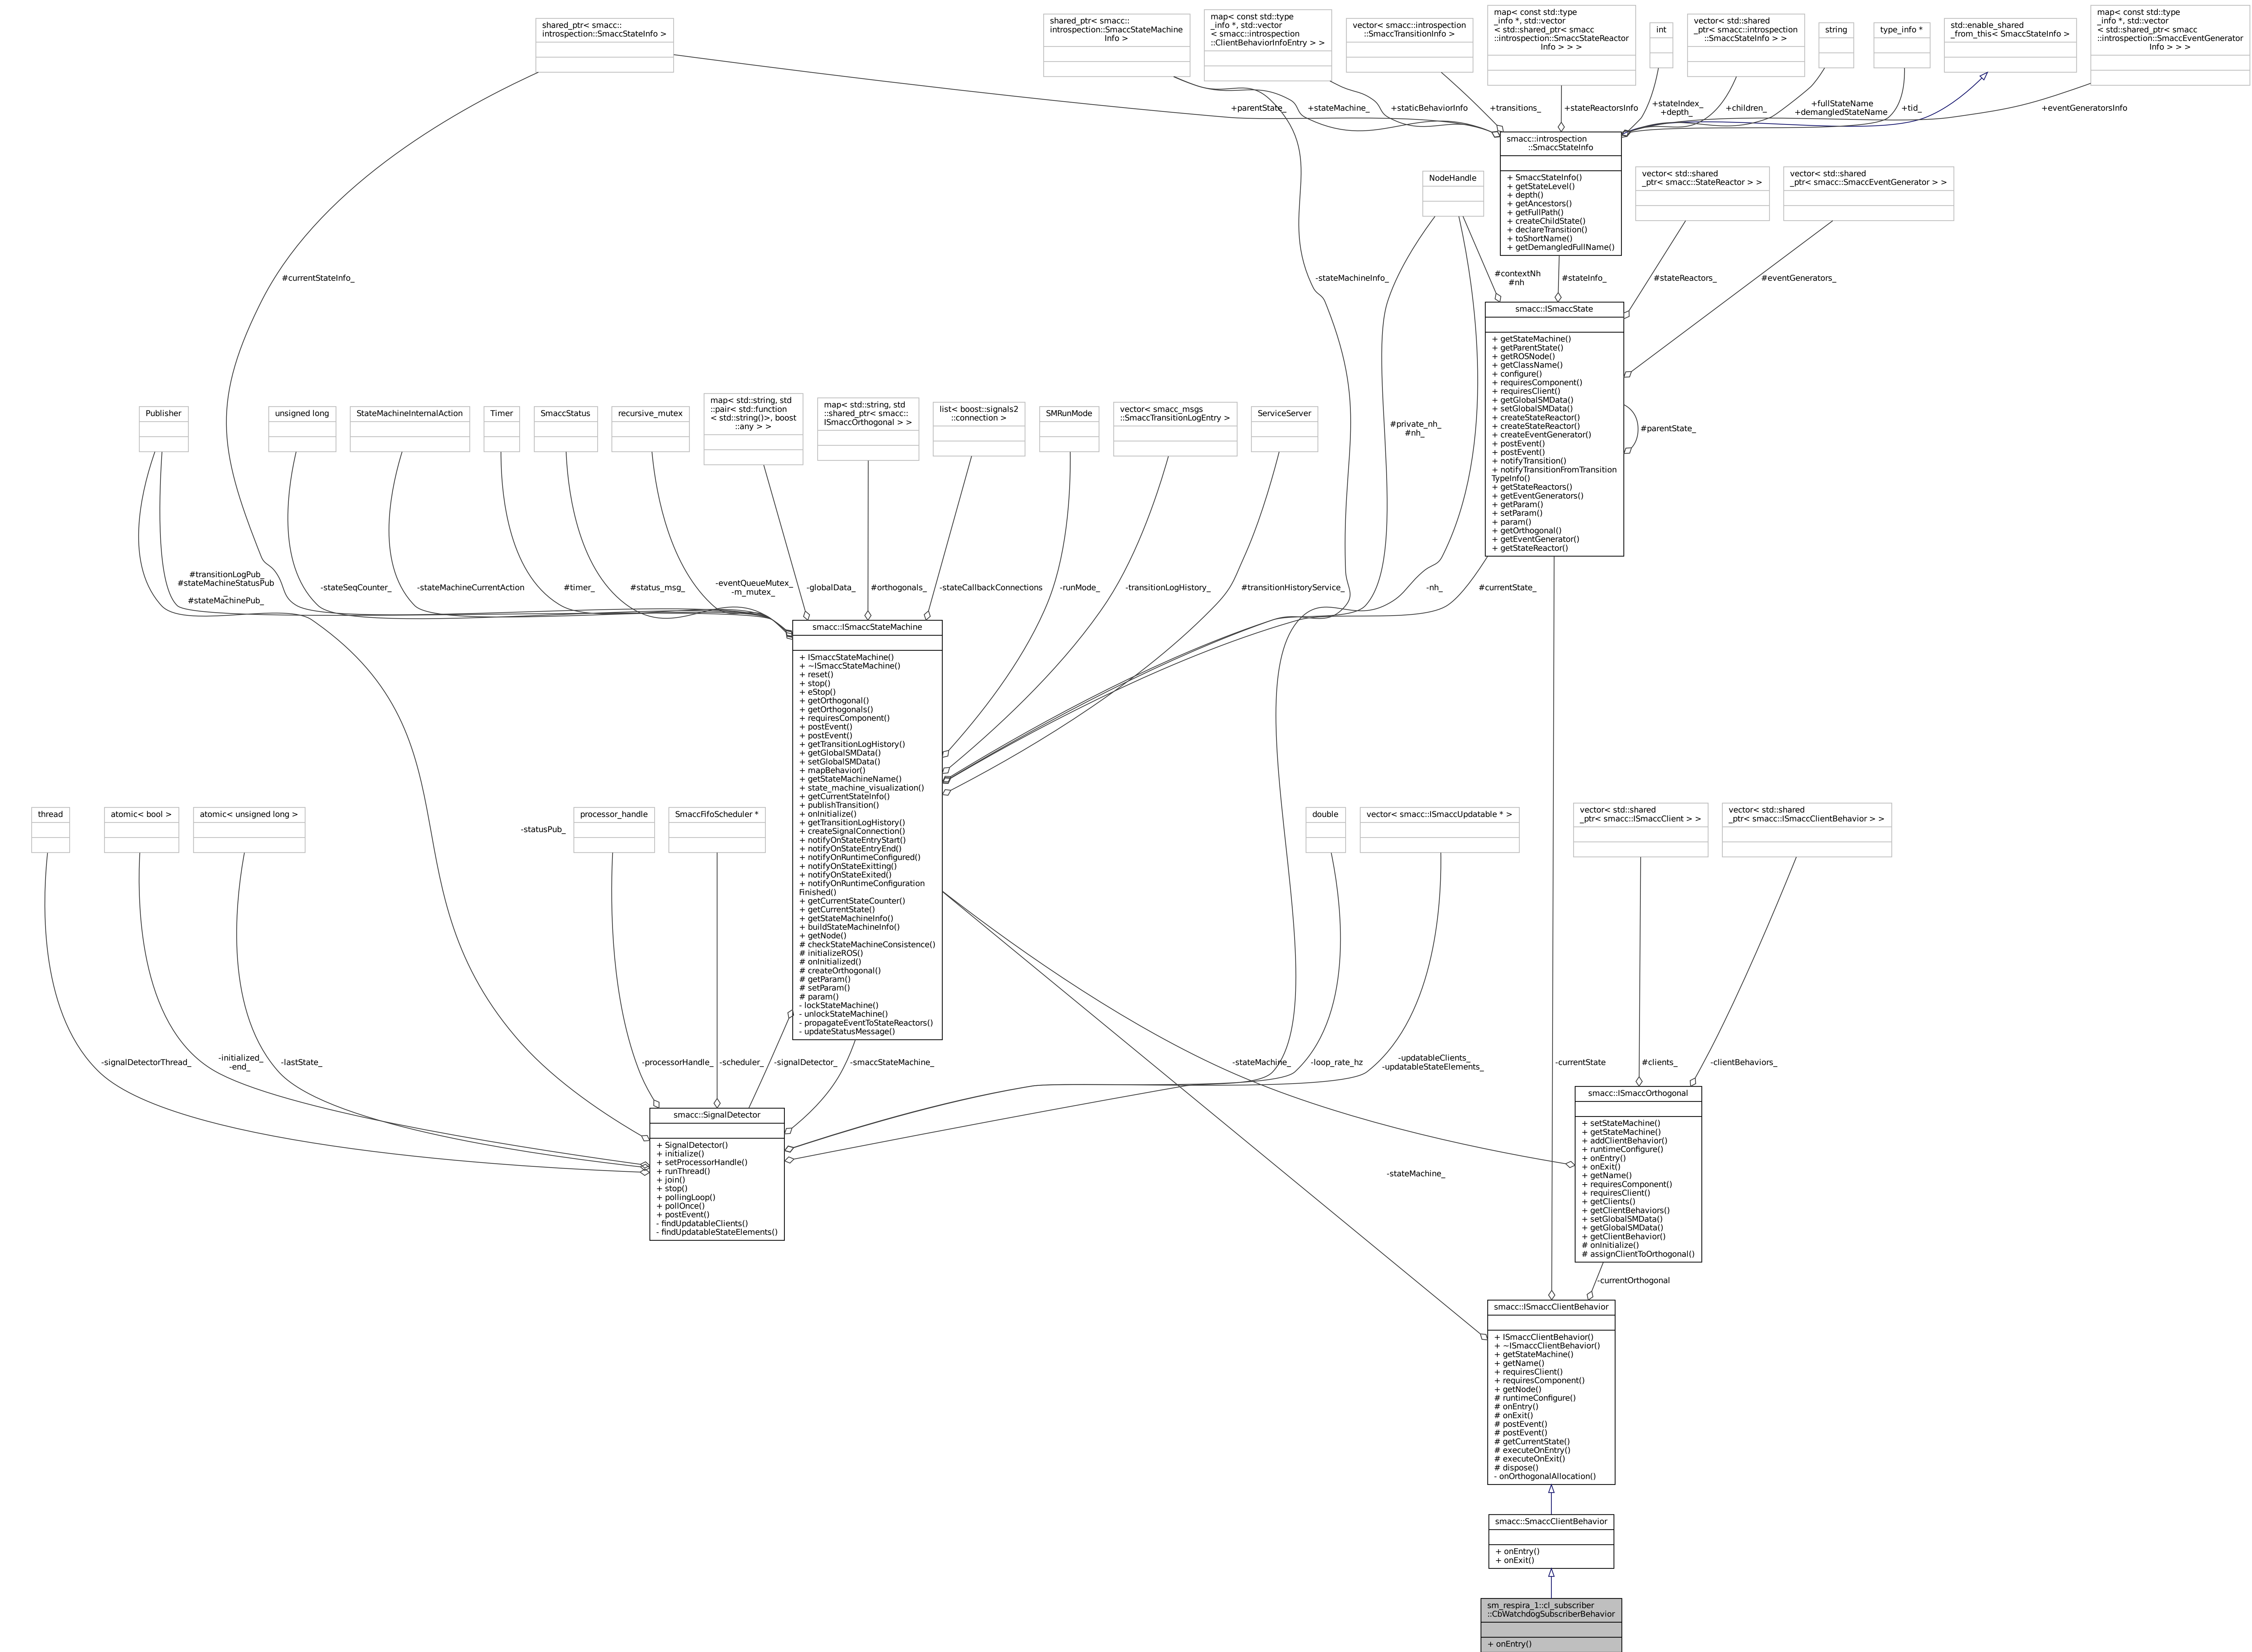 shared_ptr< smacc::
introspection::SmaccStateInfo >
shared_ptr< smacc::
introspection::SmaccStateMachine
Info >
map< const std::type
_info *, std::vector
< smacc::introspection
::ClientBehaviorInfoEntry > >
vector< smacc::introspection
::SmaccTransitionInfo >
map< const std::type
_info *, std::vector
< std::shared_ptr< smacc
::introspection::SmaccStateReactor
Info > > >
int
vector< std::shared
_ptr< smacc::introspection
::SmaccStateInfo > >
string
type_info *
std::enable_shared
_from_this< SmaccStateInfo >
map< const std::type
_info *, std::vector
< std::shared_ptr< smacc
::introspection::SmaccEventGenerator
Info > > >
+parentState_
+stateMachine_
+staticBehaviorInfo
+transitions_
+stateReactorsInfo
+stateIndex_
+depth_
+children_
+fullStateName
+demangledStateName
+tid_
+eventGeneratorsInfo
smacc::introspection
::SmaccStateInfo
+ SmaccStateInfo()
+ getStateLevel()
+ depth()
+ getAncestors()
+ getFullPath()
+ createChildState()
+ declareTransition()
+ toShortName()
+ getDemangledFullName()
NodeHandle
vector< std::shared
_ptr< smacc::StateReactor > >
vector< std::shared
_ptr< smacc::SmaccEventGenerator > >
#currentStateInfo_
-stateMachineInfo_
#contextNh
#nh
#stateInfo_
#stateReactors_
#eventGenerators_
smacc::ISmaccState
+ getStateMachine()
+ getParentState()
+ getROSNode()
+ getClassName()
+ configure()
+ requiresComponent()
+ requiresClient()
+ getGlobalSMData()
+ setGlobalSMData()
+ createStateReactor()
+ createStateReactor()
+ createEventGenerator()
+ postEvent()
+ postEvent()
+ notifyTransition()
+ notifyTransitionFromTransition
TypeInfo()
+ getStateReactors()
+ getEventGenerators()
+ getParam()
+ setParam()
+ param()
+ getOrthogonal()
+ getEventGenerator()
+ getStateReactor()
#parentState_
Publisher
unsigned long
StateMachineInternalAction
Timer
SmaccStatus
recursive_mutex
map< std::string, std
::pair< std::function
< std::string()>, boost
::any > >
map< std::string, std
::shared_ptr< smacc::
ISmaccOrthogonal > >
list< boost::signals2
::connection >
SMRunMode
vector< smacc_msgs
::SmaccTransitionLogEntry >
ServiceServer
#private_nh_
#nh_
#transitionLogPub_
#stateMachineStatusPub
_
#stateMachinePub_
-stateSeqCounter_
-stateMachineCurrentAction
#timer_
#status_msg_
-eventQueueMutex_
-m_mutex_
-globalData_
#orthogonals_
-stateCallbackConnections
-runMode_
-transitionLogHistory_
#transitionHistoryService_
-nh_
#currentState_
smacc::ISmaccStateMachine
+ ISmaccStateMachine()
+ ~ISmaccStateMachine()
+ reset()
+ stop()
+ eStop()
+ getOrthogonal()
+ getOrthogonals()
+ requiresComponent()
+ postEvent()
+ postEvent()
+ getTransitionLogHistory()
+ getGlobalSMData()
+ setGlobalSMData()
+ mapBehavior()
+ getStateMachineName()
+ state_machine_visualization()
+ getCurrentStateInfo()
+ publishTransition()
+ onInitialize()
+ getTransitionLogHistory()
+ createSignalConnection()
+ notifyOnStateEntryStart()
+ notifyOnStateEntryEnd()
+ notifyOnRuntimeConfigured()
+ notifyOnStateExitting()
+ notifyOnStateExited()
+ notifyOnRuntimeConfiguration
Finished()
+ getCurrentStateCounter()
+ getCurrentState()
+ getStateMachineInfo()
+ buildStateMachineInfo()
+ getNode()
# checkStateMachineConsistence()
# initializeROS()
# onInitialized()
# createOrthogonal()
# getParam()
# setParam()
# param()
- lockStateMachine()
- unlockStateMachine()
- propagateEventToStateReactors()
- updateStatusMessage()
thread
atomic< bool >
atomic< unsigned long >
-statusPub_
processor_handle
SmaccFifoScheduler *
double
vector< smacc::ISmaccUpdatable * >
vector< std::shared
_ptr< smacc::ISmaccClient > >
vector< std::shared
_ptr< smacc::ISmaccClientBehavior > >
-signalDetectorThread_
-initialized_
-end_
-lastState_
-processorHandle_
-scheduler_
-signalDetector_
-smaccStateMachine_
-stateMachine_
-loop_rate_hz
-updatableClients_
-updatableStateElements_
-currentState
#clients_
-clientBehaviors_
smacc::SignalDetector
+ SignalDetector()
+ initialize()
+ setProcessorHandle()
+ runThread()
+ join()
+ stop()
+ pollingLoop()
+ pollOnce()
+ postEvent()
- findUpdatableClients()
- findUpdatableStateElements()
smacc::ISmaccOrthogonal
+ setStateMachine()
+ getStateMachine()
+ addClientBehavior()
+ runtimeConfigure()
+ onEntry()
+ onExit()
+ getName()
+ requiresComponent()
+ requiresClient()
+ getClients()
+ getClientBehaviors()
+ setGlobalSMData()
+ getGlobalSMData()
+ getClientBehavior()
# onInitialize()
# assignClientToOrthogonal()
-stateMachine_
-currentOrthogonal
smacc::ISmaccClientBehavior
+ ISmaccClientBehavior()
+ ~ISmaccClientBehavior()
+ getStateMachine()
+ getName()
+ requiresClient()
+ requiresComponent()
+ getNode()
# runtimeConfigure()
# onEntry()
# onExit()
# postEvent()
# postEvent()
# getCurrentState()
# executeOnEntry()
# executeOnExit()
# dispose()
- onOrthogonalAllocation()
smacc::SmaccClientBehavior
+ onEntry()
+ onExit()
sm_respira_1::cl_subscriber
::CbWatchdogSubscriberBehavior
+ onEntry()